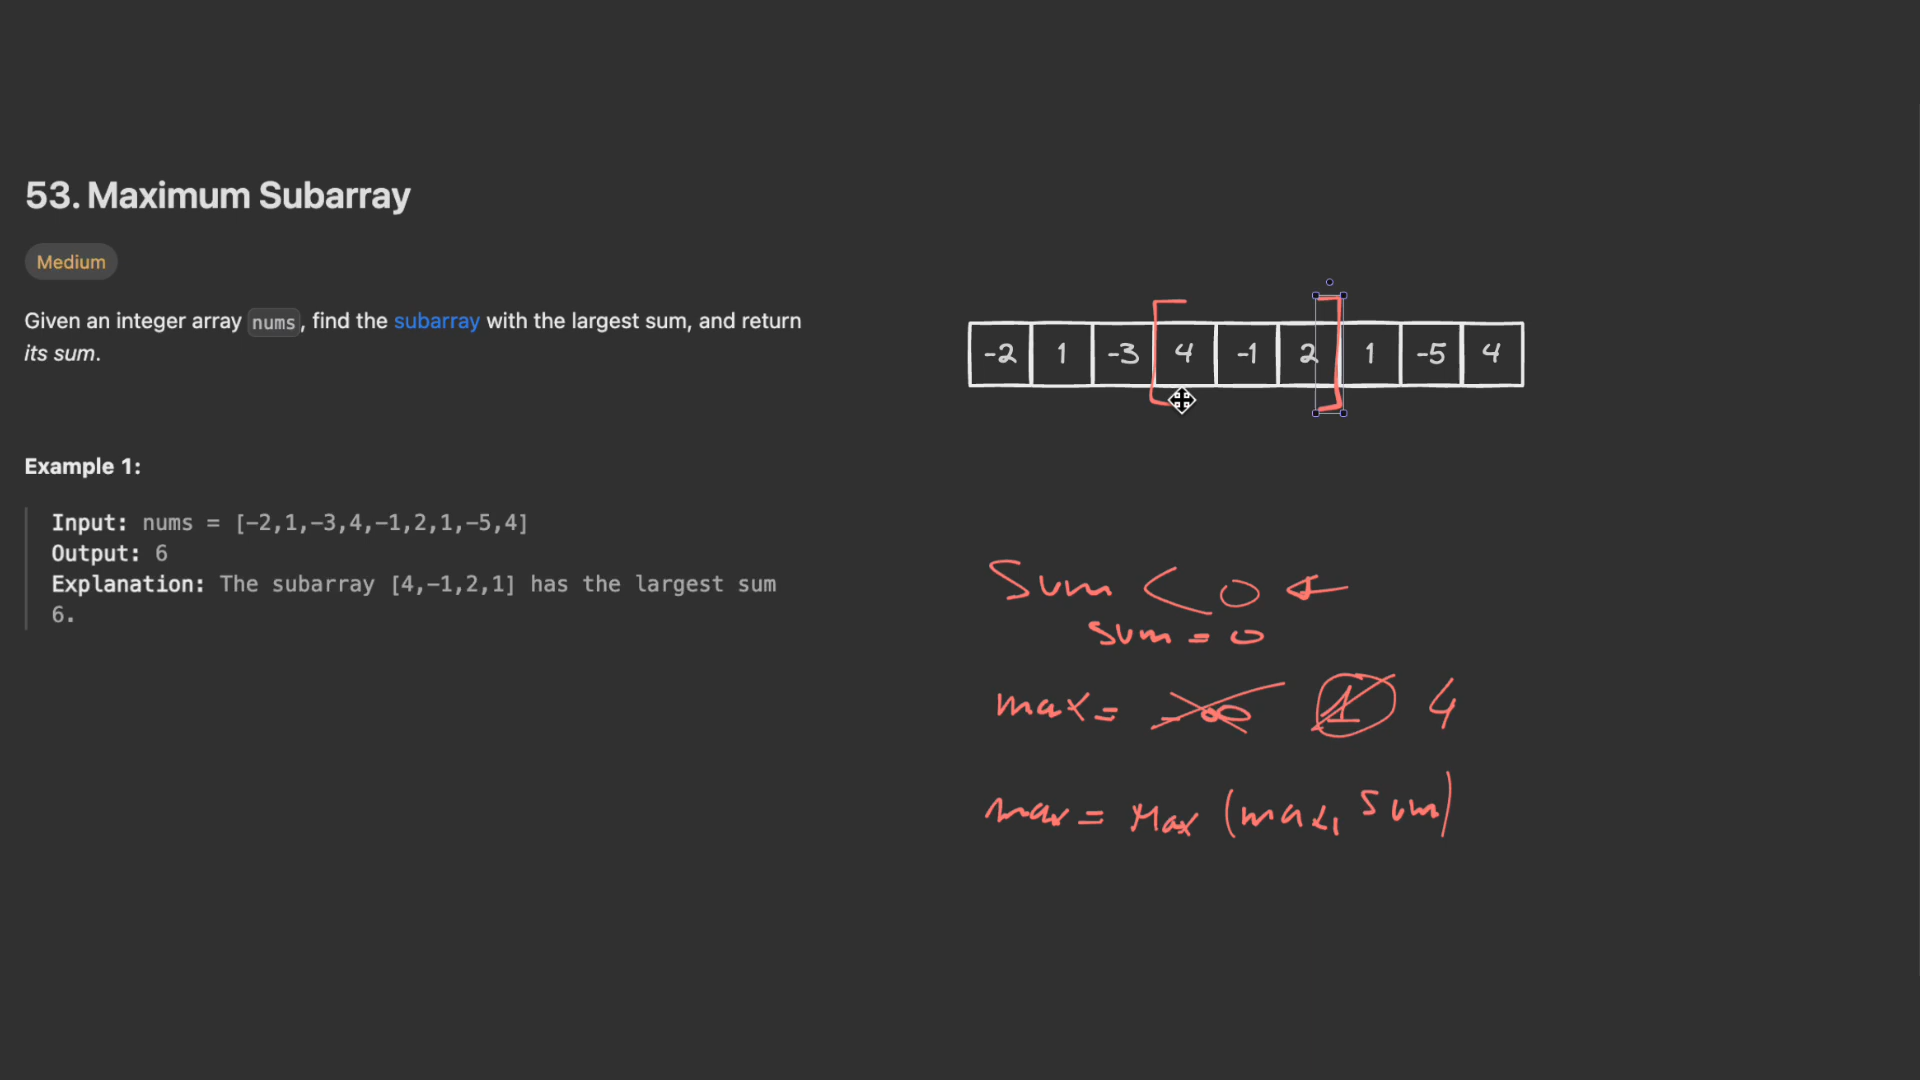 53. Maximum Subarray
Medium
Given an integer array nums, find the subarray with the largest sum, and return
its sum.
Example 1:
Input: nums = [-2,1,-3,4,-1,2,1,-5,4]
Output: 6
Explanation: The subarray [4,-1,2,1] has the largest sum
6.
-2 1 -3 4 -1 2 1 -5 4
Sum < 0 ←
sum = 0
max = -∞ 1 4
max = Max (max, sum)